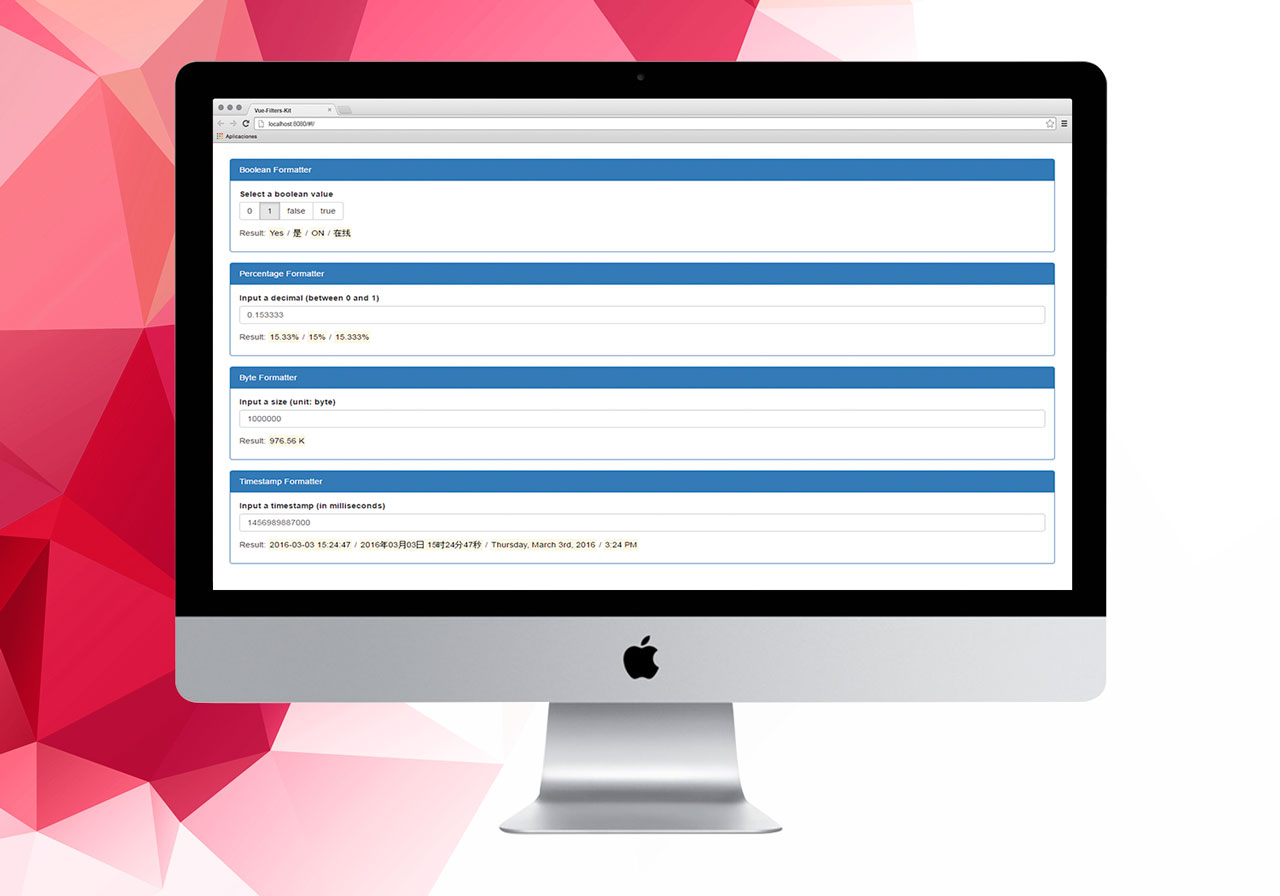 Vue-Filters-Kit
localhost:8080/#!/
Aplicaciones
Boolean Formatter
Select a boolean value
0 1 false true
Result: Yes / 是 / ON / 在线
Percentage Formatter
Input a decimal (between 0 and 1)
0.153333
Result: 15.33% / 15% / 15.333%
Byte Formatter
Input a size (unit: byte)
1000000
Result: 976.56 K
Timestamp Formatter
Input a timestamp (in milliseconds)
1456989887000
Result: 2016-03-03 15:24:47 / 2016年03月03日 15时24分47秒 / Thursday, March 3rd, 2016 / 3:24 PM